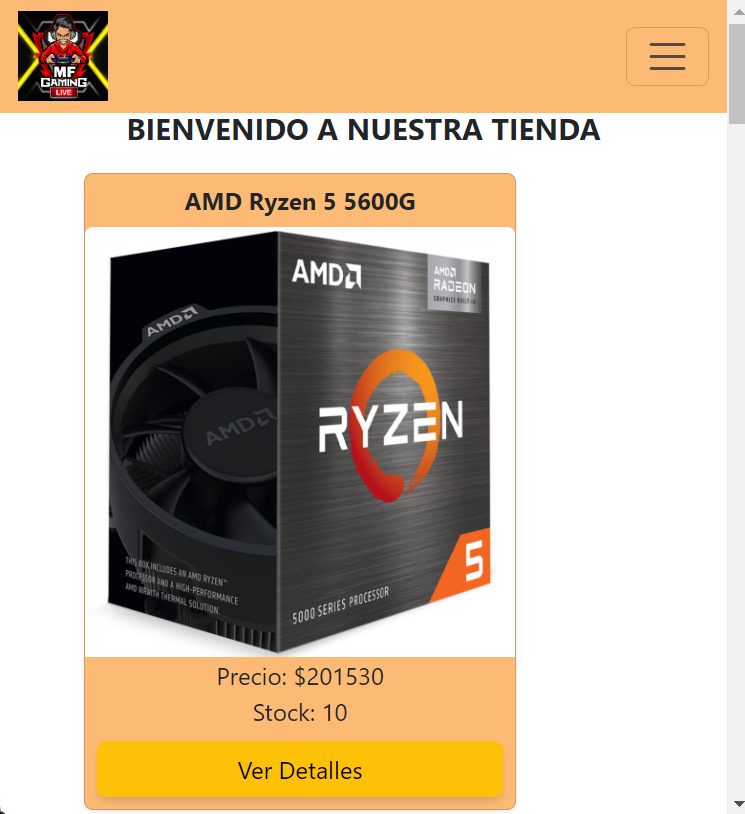 MF
GAMING
LIVE
BIENVENIDO A NUESTRA TIENDA
AMD Ryzen 5 5600G
AMD
AMD
RADEON
GRAPHICS BUILT-IN
AMD
AMD
RYZEN
THIS BOX INCLUDES AN AMD RYZEN™
PROCESSOR AND A HIGH-PERFORMANCE
AMD WRAITH THERMAL SOLUTION.
5
5000 SERIES PROCESSOR
Precio: $201530
Stock: 10
Ver Detalles